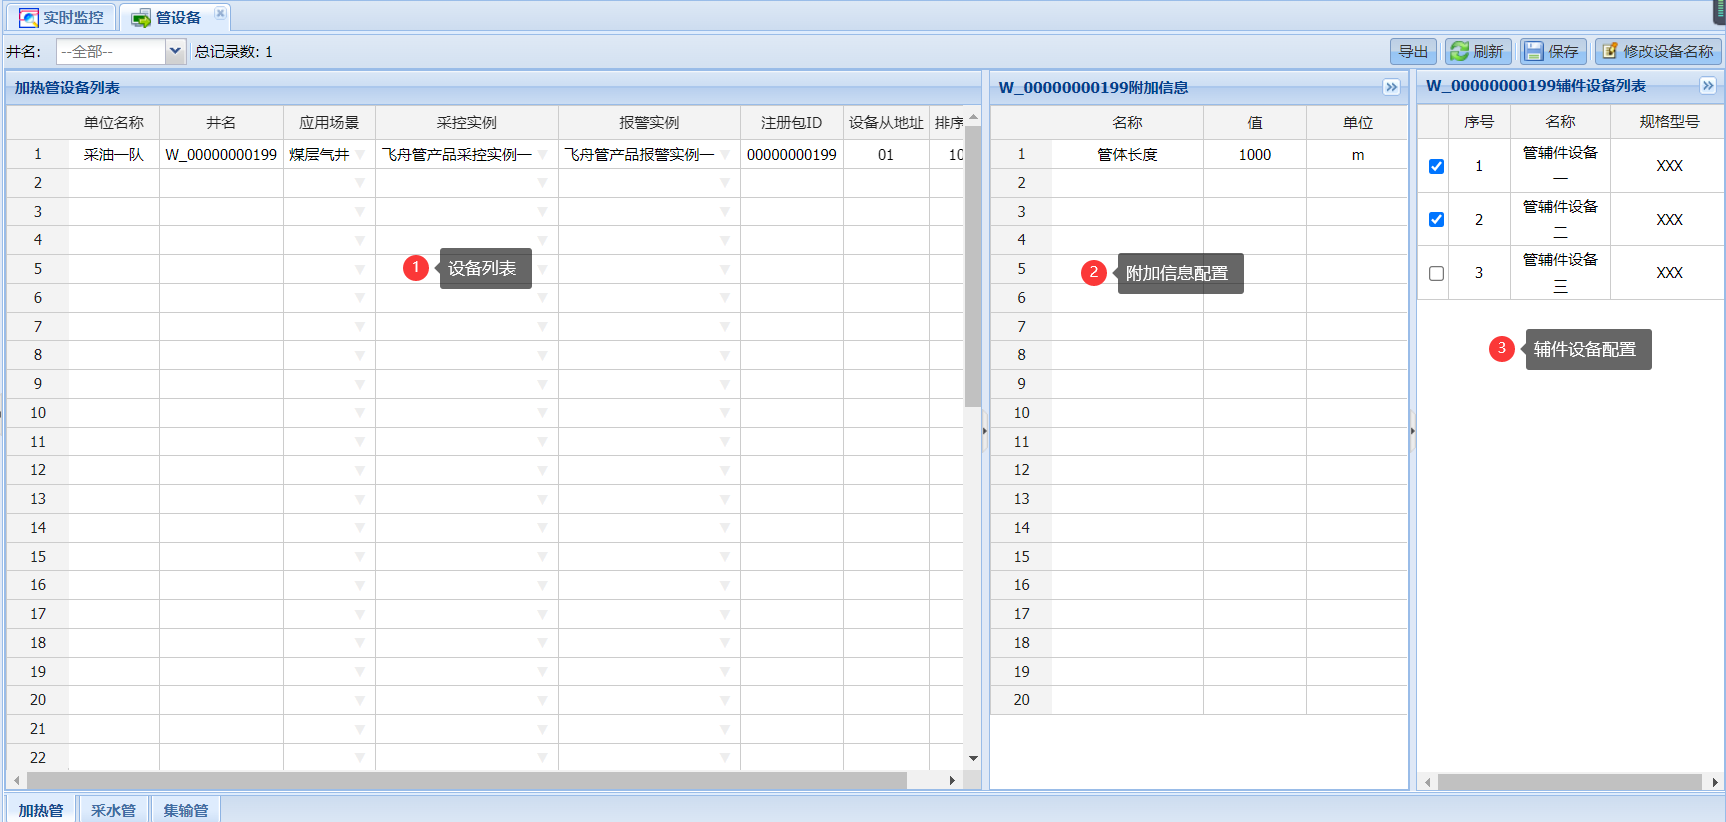 实时监控 管设备
井名: --全部-- 总记录数: 1 导出 刷新 保存 修改设备名称
加热管设备列表
单位名称 井名 应用场景 采控实例 报警实例 注册包ID 设备从地址 排序
1 采油一队 W_00000000199 煤层气井 飞舟管产品采控实例一 飞舟管产品报警实例一 00000000199 01 10
2
3
4
5
6
7
8
9
10
11
12
13
14
15
16
17
18
19
20
21
22
1 设备列表
W_00000000199附加信息
名称 值 单位
1 管体长度 1000 m
2
3
4
5
6
7
8
9
10
11
12
13
14
15
16
17
18
19
20
2 附加信息配置
W_00000000199辅件设备列表
序号 名称 规格型号
1 管辅件设备 XXX
一
2 管辅件设备 XXX
二
3 管辅件设备 XXX
三
3 辅件设备配置
加热管 采水管 集输管